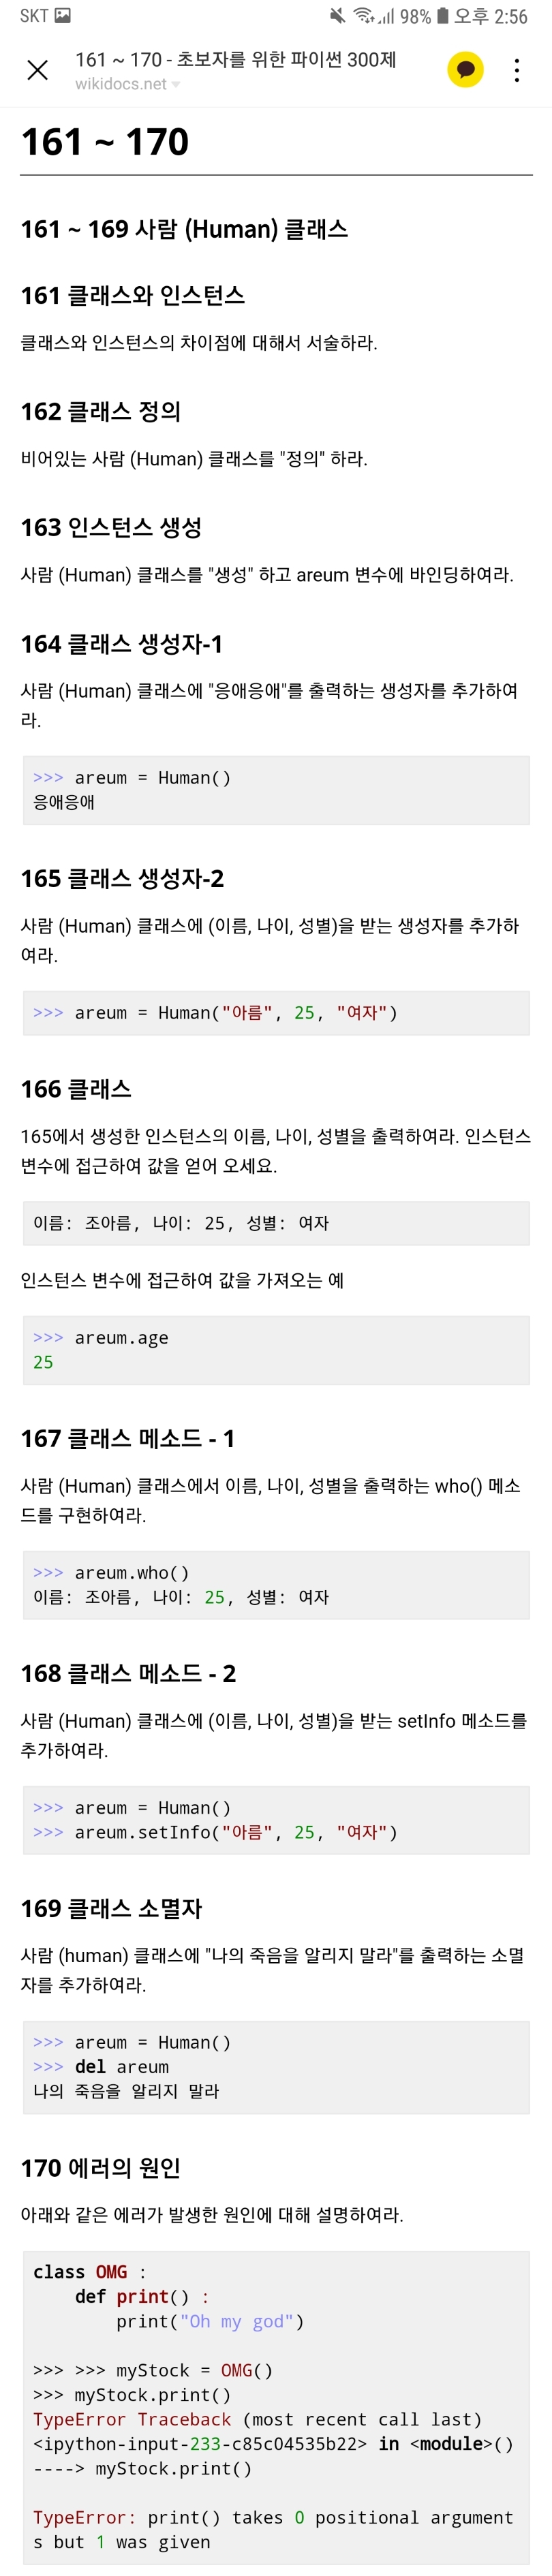 SKT 98% 오후 2:56
161 ~ 170 - 초보자를 위한 파이썬 300제
wikidocs.net
161 ~ 170
161 ~ 169 사람 (Human) 클래스
161 클래스와 인스턴스
클래스와 인스턴스의 차이점에 대해서 서술하라.
162 클래스 정의
비어있는 사람 (Human) 클래스를 "정의" 하라.
163 인스턴스 생성
사람 (Human) 클래스를 "생성" 하고 areum 변수에 바인딩하여라.
164 클래스 생성자-1
사람 (Human) 클래스에 "응애응애"를 출력하는 생성자를 추가하여
라.
>>> areum = Human()
응애응애
165 클래스 생성자-2
사람 (Human) 클래스에 (이름, 나이, 성별)을 받는 생성자를 추가하
여라.
>>> areum = Human("아름", 25, "여자")
166 클래스
165에서 생성한 인스턴스의 이름, 나이, 성별을 출력하여라. 인스턴스
변수에 접근하여 값을 얻어 오세요.
이름: 조아름, 나이: 25, 성별: 여자
인스턴스 변수에 접근하여 값을 가져오는 예
>>> areum.age
25
167 클래스 메소드 - 1
사람 (Human) 클래스에서 이름, 나이, 성별을 출력하는 who() 메소
드를 구현하여라.
>>> areum.who()
이름: 조아름, 나이: 25, 성별: 여자
168 클래스 메소드 - 2
사람 (Human) 클래스에 (이름, 나이, 성별)을 받는 setInfo 메소드를
추가하여라.
>>> areum = Human()
>>> areum.setInfo("아름", 25, "여자")
169 클래스 소멸자
사람 (human) 클래스에 "나의 죽음을 알리지 말라"를 출력하는 소멸
자를 추가하여라.
>>> areum = Human()
>>> del areum
나의 죽음을 알리지 말라
170 에러의 원인
아래와 같은 에러가 발생한 원인에 대해 설명하여라.
class OMG :
    def print() :
        print("Oh my god")
>>> >>> myStock = OMG()
>>> myStock.print()
TypeError Traceback (most recent call last)
<ipython-input-233-c85c04535b22> in <module>()
----> myStock.print()
TypeError: print() takes 0 positional argument
s but 1 was given